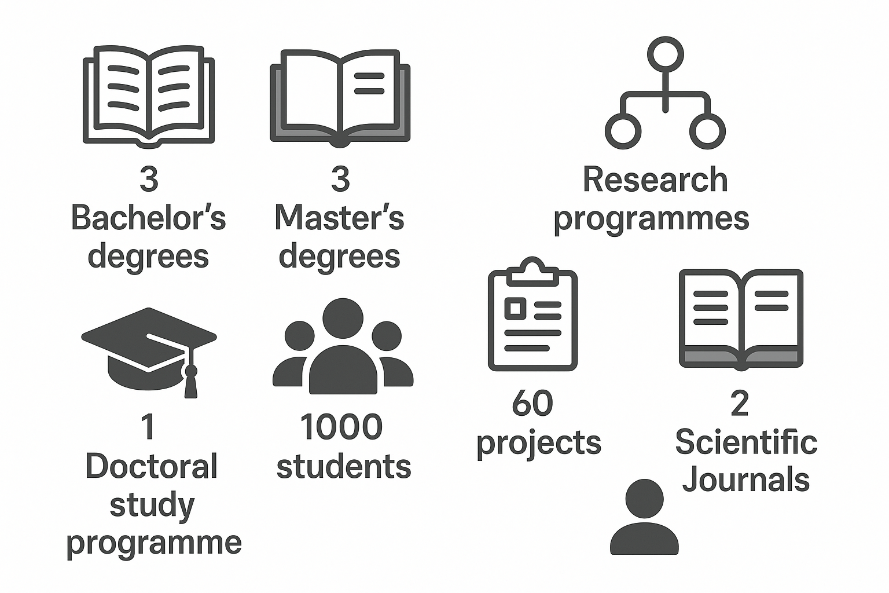 3
Bachelor's
degrees
3
Master's
degrees
Research
programmes
1
Doctoral
study
programme
1000
students
60
projects
2
Scientific
Journals